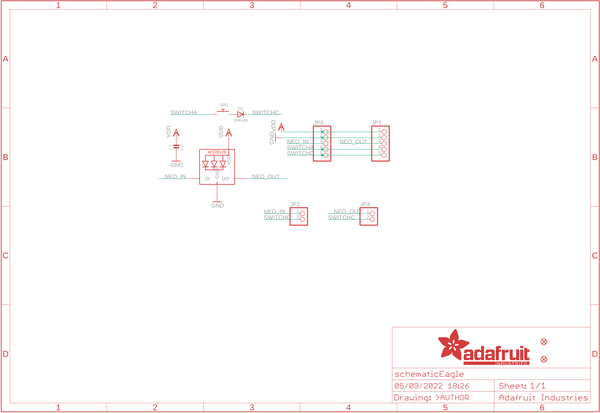 1 2 3 4 5 6
A A
SWITCHA SW1 D1 SWITCHC
1N4148
VDD VDD GND VDD JP3 JP1
NEO_IN NEO_OUT
SWITCHA
SWITCHC
WS2812B
GND
DI DO
NEO_IN NEO_OUT
GND
B B
JP2 JP4
NEO_IN NEO_OUT
SWITCHC SWITCHC
C C
D D
adafruit
INDUSTRIES
schematicEagle
05/09/2022 18:26 Sheet: 1/1
Drawing: >AUTHOR Adafruit Industries
1 2 3 4 5 6